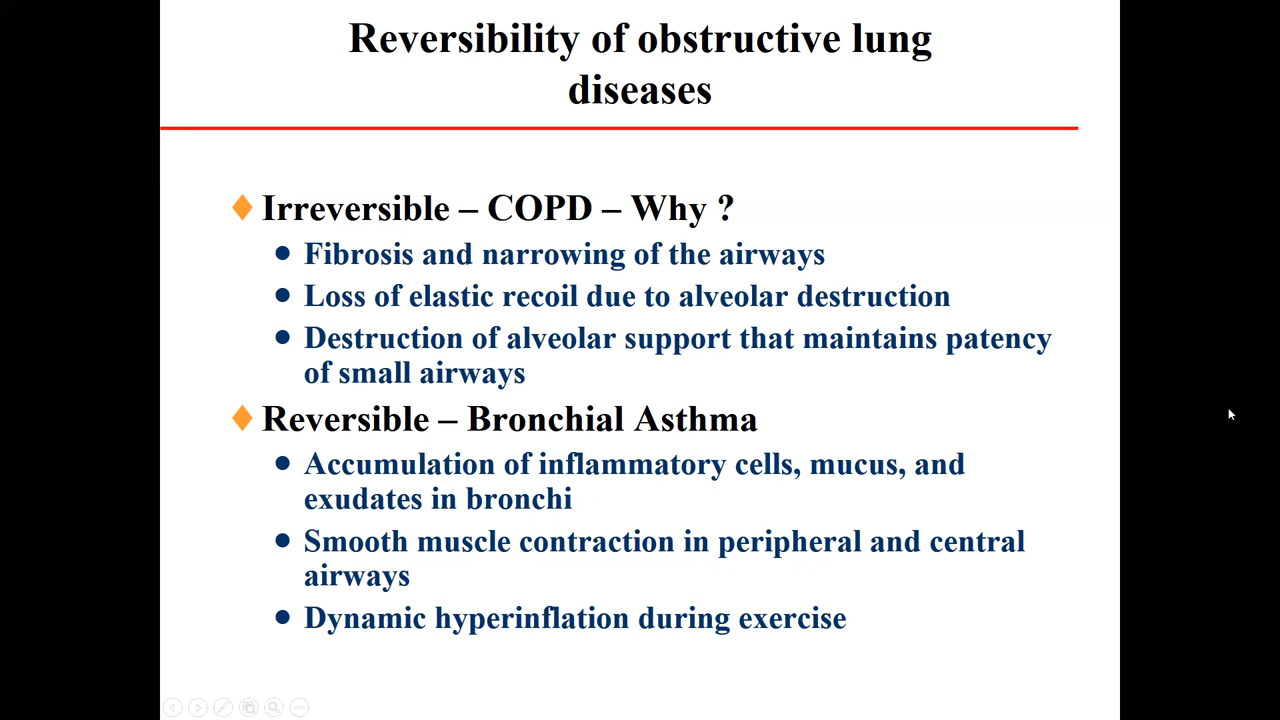 Reversibility of obstructive lung
diseases
Irreversible – COPD – Why ?
Fibrosis and narrowing of the airways
Loss of elastic recoil due to alveolar destruction
Destruction of alveolar support that maintains patency
of small airways
Reversible – Bronchial Asthma
Accumulation of inflammatory cells, mucus, and
exudates in bronchi
Smooth muscle contraction in peripheral and central
airways
Dynamic hyperinflation during exercise